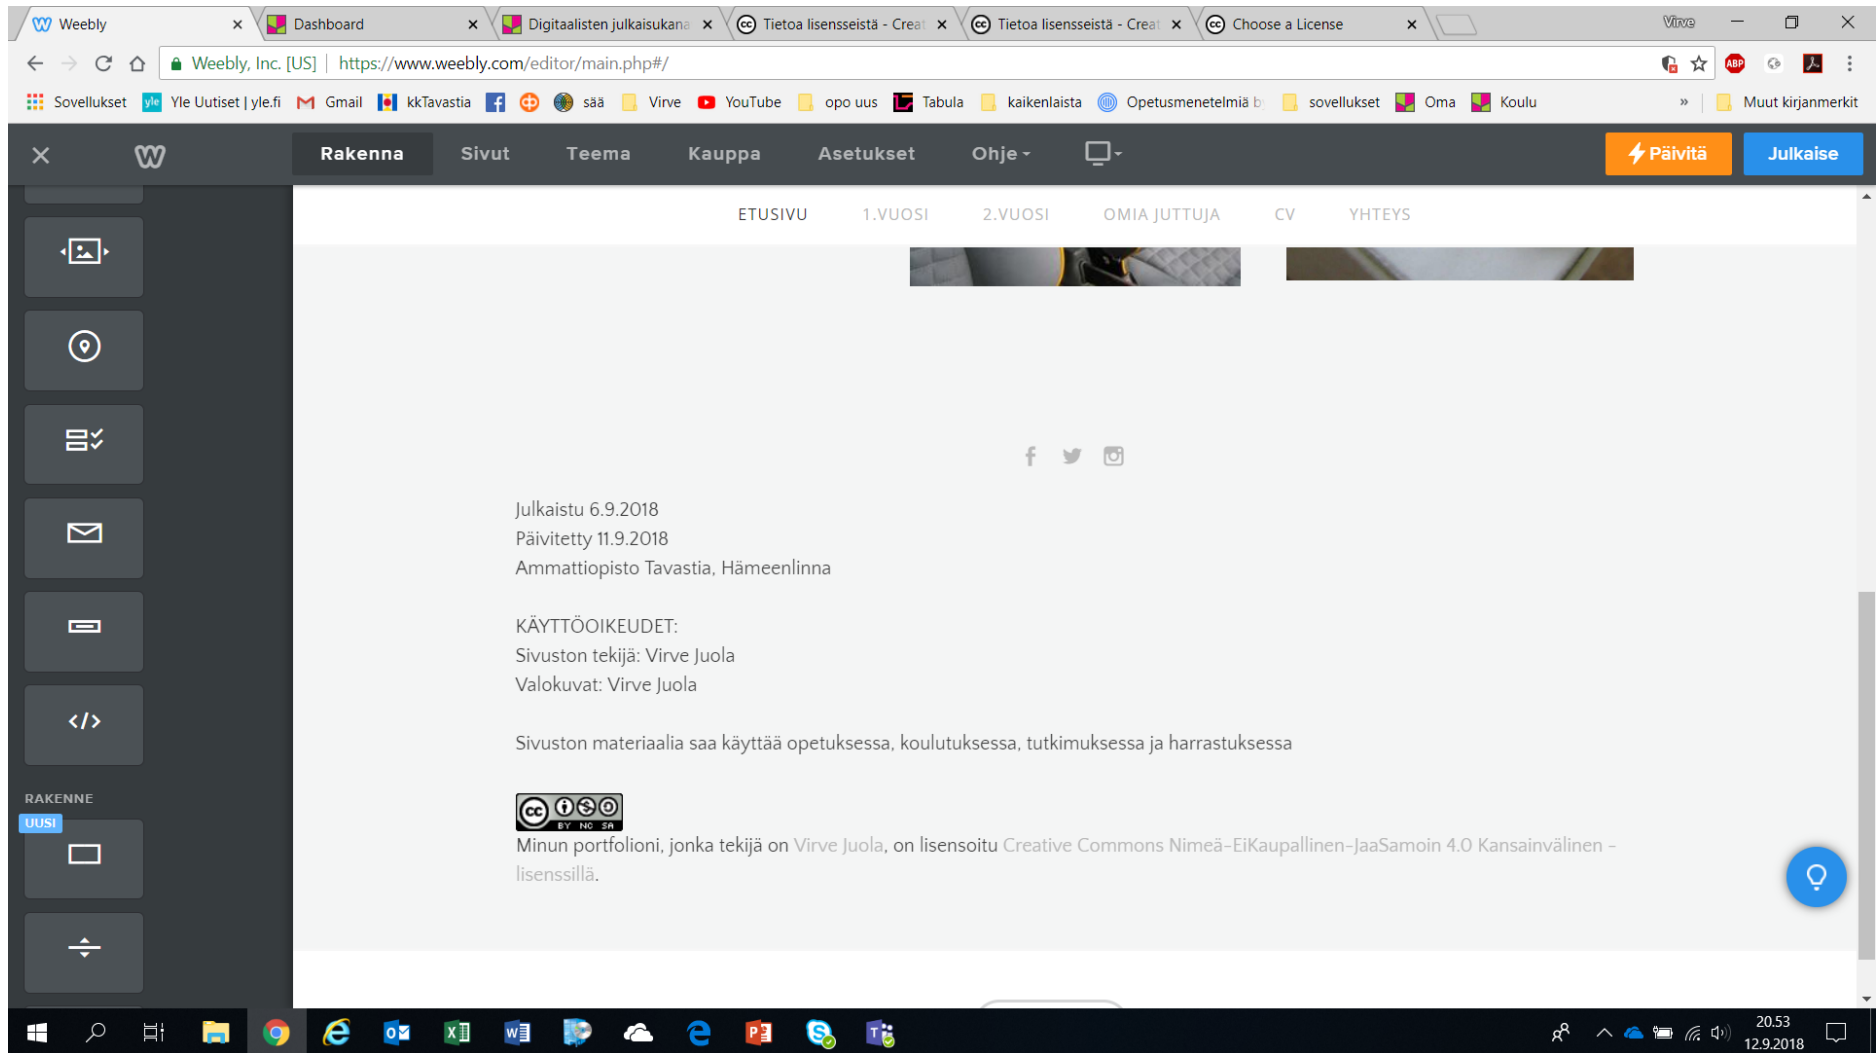 Weebly
Dashboard
Digitaalisten julkaisukana
Tietoa lisensseistä - Creat
Tietoa lisensseistä - Creat
Choose a License
Virve
Weebly, Inc. [US] | https://www.weebly.com/editor/main.php#/
ABP
Sovellukset
yle
Yle Uutiset | yle.fi
Gmail
kkTavastia
sää
Virve
YouTube
opo uus
Tabula
kaikenlaista
Opetusmenetelmiä b
sovellukset
Oma
Koulu
»
Muut kirjanmerkit
Rakenna
Sivut
Teema
Kauppa
Asetukset
Ohje
Päivitä
Julkaise
ETUSIVU
1.VUOSI
2.VUOSI
OMIA JUTTUJA
CV
YHTEYS
Julkaistu 6.9.2018
Päivitetty 11.9.2018
Ammattiopisto Tavastia, Hämeenlinna
KÄYTTÖOIKEUDET:
Sivuston tekijä: Virve Juola
Valokuvat: Virve Juola
Sivuston materiaalia saa käyttää opetuksessa, koulutuksessa, tutkimuksessa ja harrastuksessa
RAKENNE
UUSI
cc
BY NC SA
Minun portfolioni, jonka tekijä on Virve Juola, on lisensoitu Creative Commons Nimeä-EiKaupallinen-JaaSamoin 4.0 Kansainvälinen -
lisenssillä.
20.53
12.9.2018